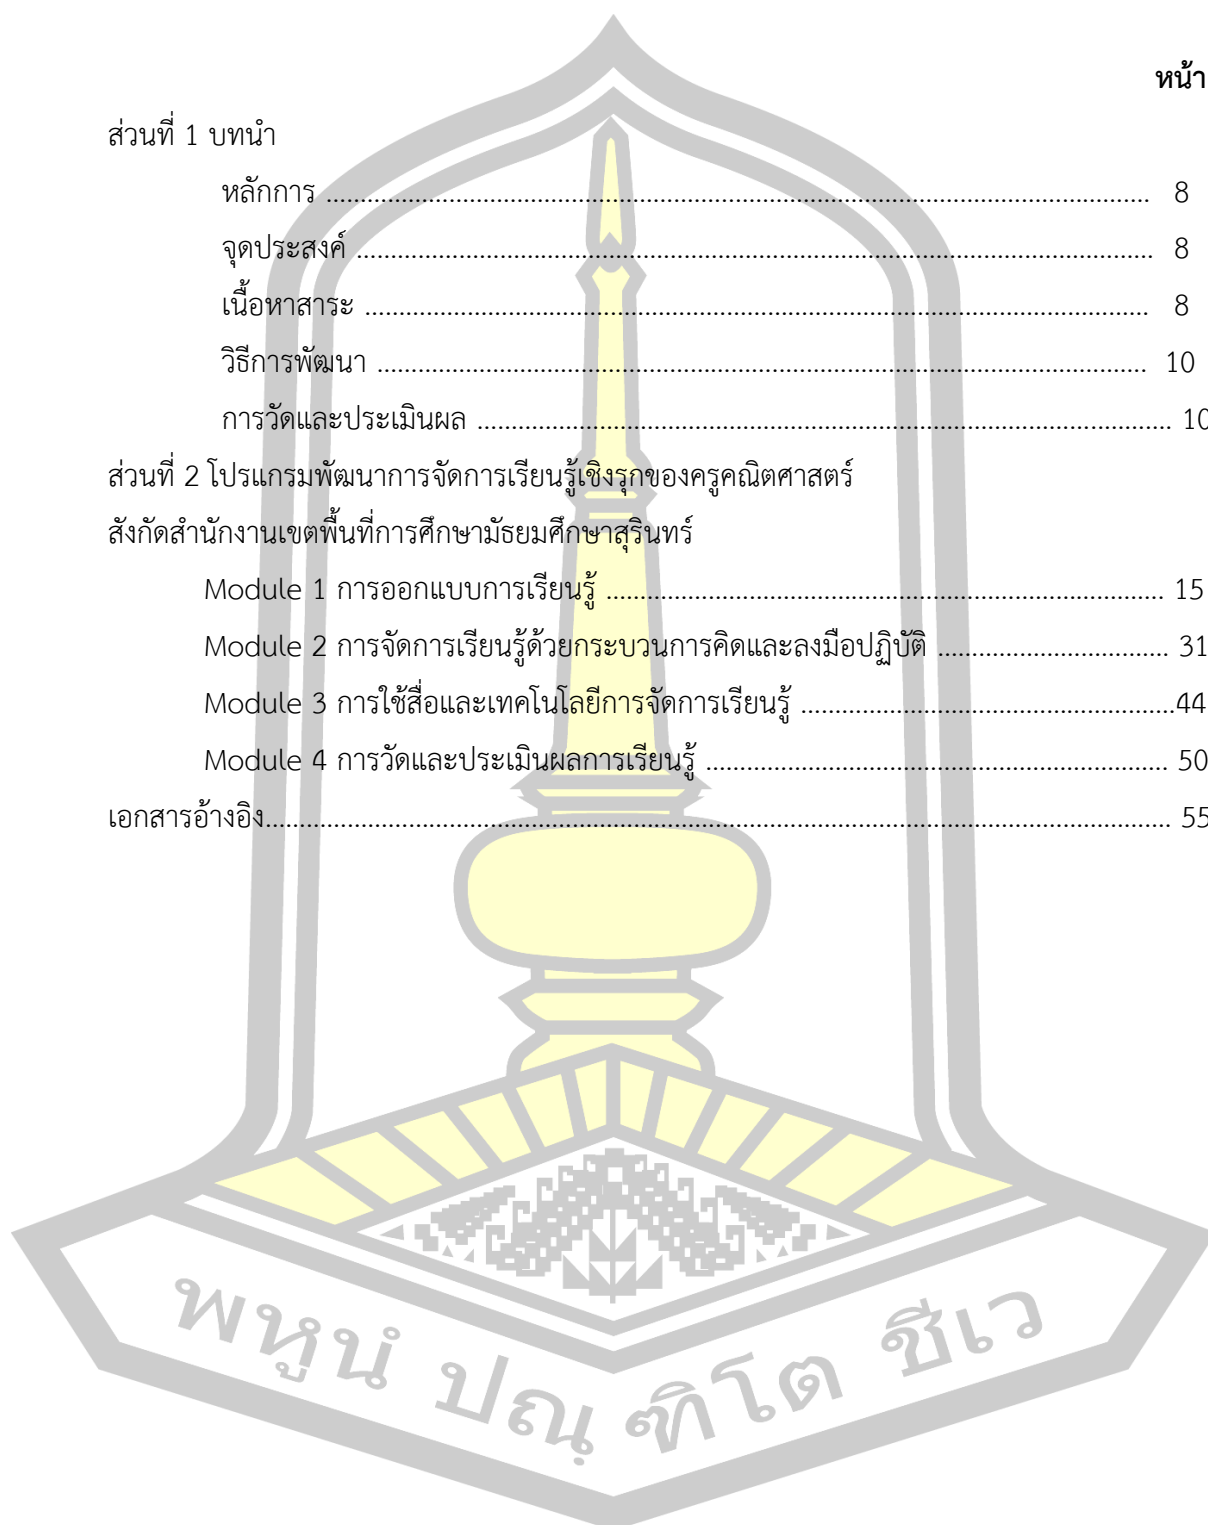 หน้า
ส่วนที่ 1 บทนำ
หลักการ ........................................................................................................................ 8
จุดประสงค์ .................................................................................................................... 8
เนื้อหาสาระ .................................................................................................................. 8
วิธีการพัฒนา ................................................................................................................ 10
การวัดและประเมินผล ..................................................................................................... 10
ส่วนที่ 2 โปรแกรมพัฒนาการจัดการเรียนรู้เชิงรุกของครูคณิตศาสตร์
สังกัดสำนักงานเขตพื้นที่การศึกษามัธยมศึกษาสุรินทร์
Module 1 การออกแบบการเรียนรู้ ................................................................................. 15
Module 2 การจัดการเรียนรู้ด้วยกระบวนการคิดและลงมือปฏิบัติ .................................. 31
Module 3 การใช้สื่อและเทคโนโลยีการจัดการเรียนรู้ .......................................................44
Module 4 การวัดและประเมินผลการเรียนรู้ ................................................................... 50
เอกสารอ้างอิง.................................................................................................................................... 55
พหูนํ ปณฺฑิโต ชีเว